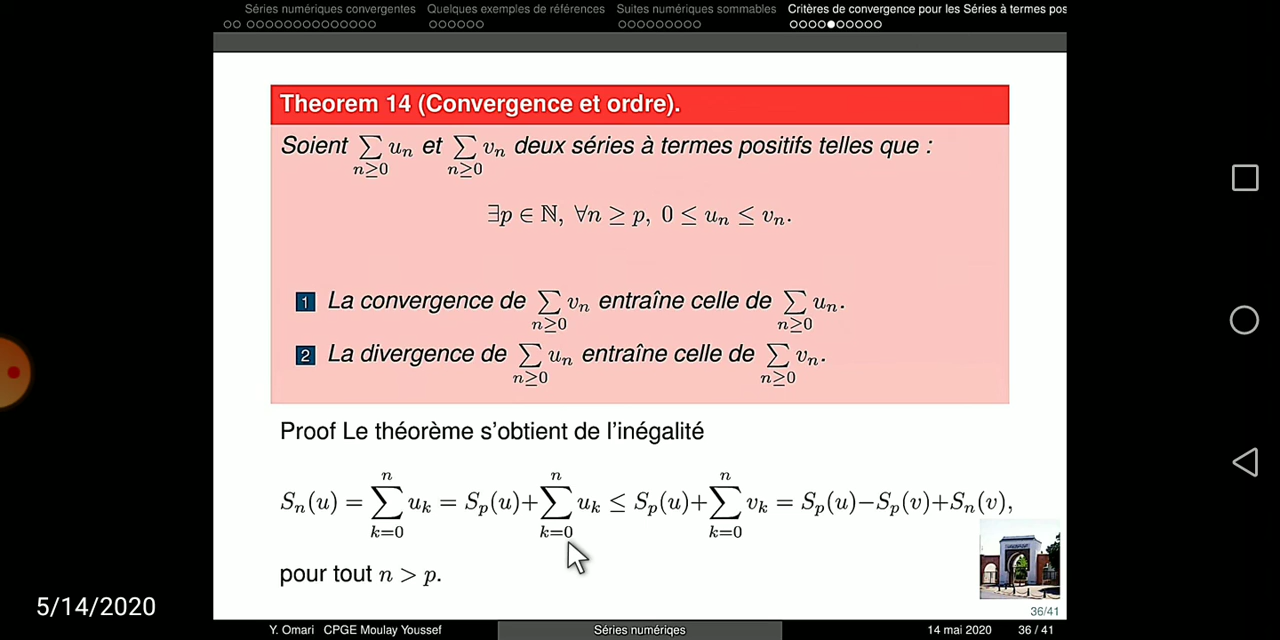 Séries numériques convergentes Quelques exemples de références Suites numériques sommables Critères de convergence pour les Séries à termes pos
Theorem 14 (Convergence et ordre).
Soient ∑_{n≥0} u_n et ∑_{n≥0} v_n deux séries à termes positifs telles que :
∃p ∈ ℕ, ∀n ≥ p, 0 ≤ u_n ≤ v_n.
1 La convergence de ∑_{n≥0} v_n entraîne celle de ∑_{n≥0} u_n.
2 La divergence de ∑_{n≥0} u_n entraîne celle de ∑_{n≥0} v_n.
Proof Le théorème s'obtient de l'inégalité
S_n(u) = ∑_{k=0}^{n} u_k = S_p(u)+∑_{k=0}^{n} u_k ≤ S_p(u)+∑_{k=0}^{n} v_k = S_p(u)−S_p(v)+S_n(v),
pour tout n > p.
5/14/2020
36/41
Y. Omari CPGE Moulay Youssef Séries numériqes 14 mai 2020 36 / 41